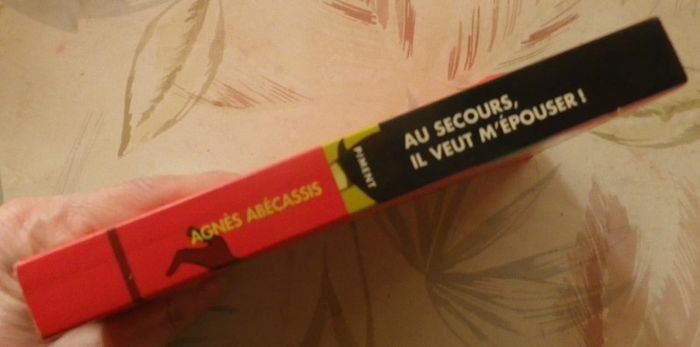 AGNÈS ABÉCASSIS
PIMENT
AU SECOURS,
IL VEUT M'ÉPOUSER !